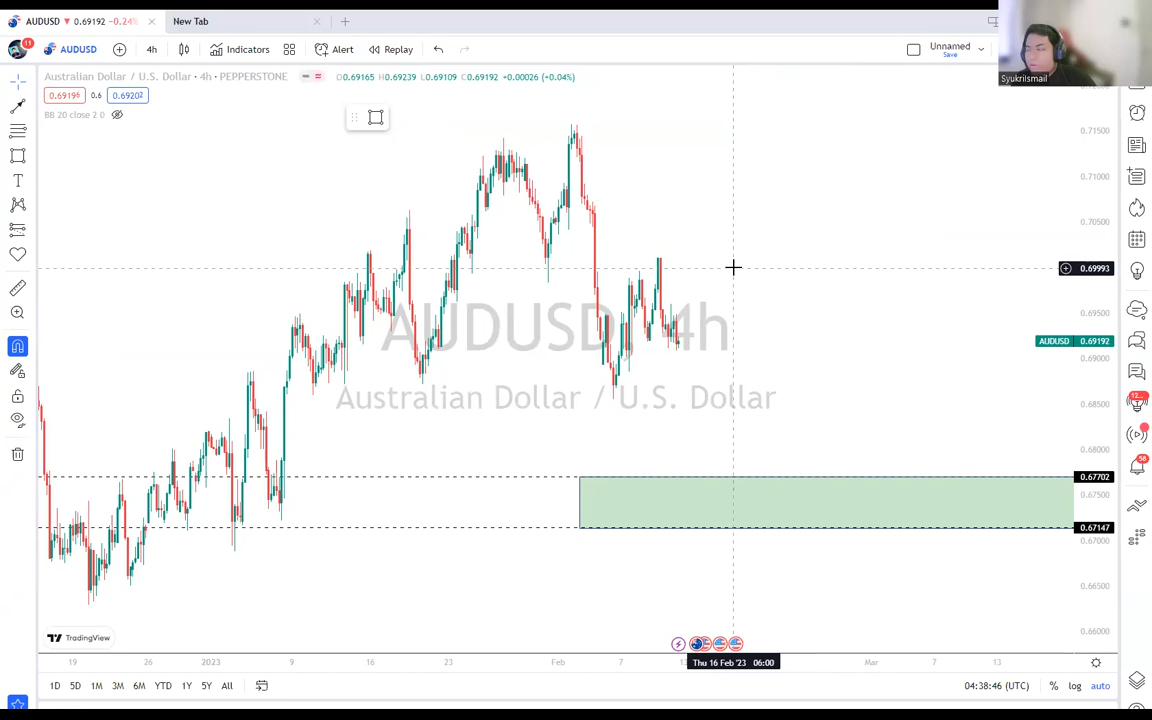 AUDUSD 0.69192 -0.24%
New Tab
11 AUDUSD 4h Indicators Alert Replay Unnamed
Save
SyukriIsmail
Australian Dollar / U.S. Dollar · 4h · PEPPERSTONE O0.69165 H0.69239 L0.69109 C0.69192 +0.00026 (+0.04%)
0.69196 0.6 0.69202
BB 20 close 2 0
0.71500
0.71000
0.70500
0.69993
0.69500
AUDUSD, 4h
AUDUSD 0.69192
0.69000
Australian Dollar / U.S. Dollar
0.68500
0.68000
0.67702
0.67500
0.67147
0.67000
0.66500
0.66000
58
TradingView
19 26 2023 9 16 23 Feb 7 Thu 16 Feb '23 06:00 Mar 7 13
1D 5D 1M 3M 6M YTD 1Y 5Y All 04:38:46 (UTC) % log auto